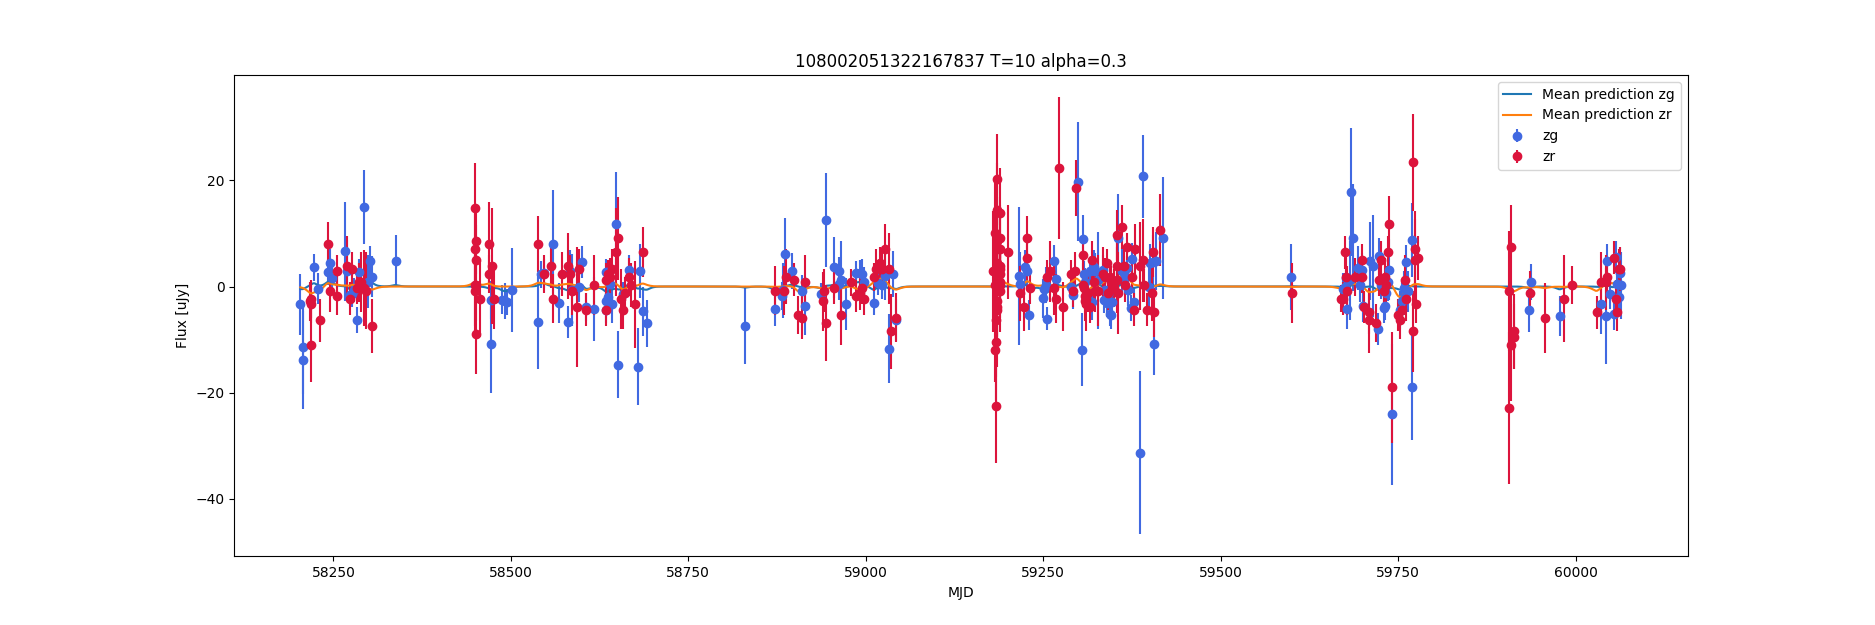 108002051322167837 T=10 alpha=0.3
Mean prediction zg
Mean prediction zr
zg
zr
Flux [uJy]
20
0
−20
−40
58250 58500 58750 59000 59250 59500 59750 60000
MJD